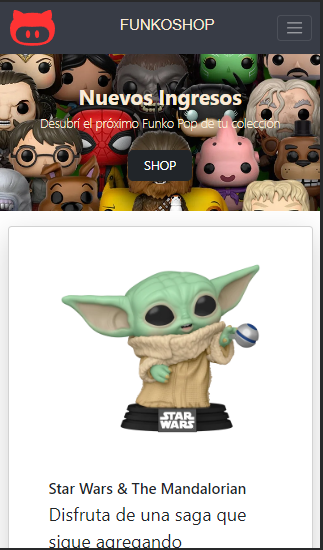 FUNKOSHOP
Nuevos Ingresos
Descubrí el próximo Funko Pop de tu colección
SHOP
STAR
WARS
Star Wars & The Mandalorian
Disfruta de una saga que
sigue agregando